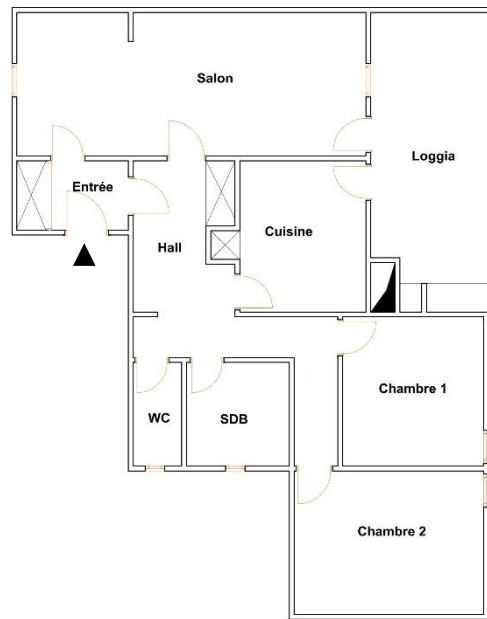 Salon
Loggia
Entrée
Cuisine
Hall
Chambre 1
WC
SDB
Chambre 2